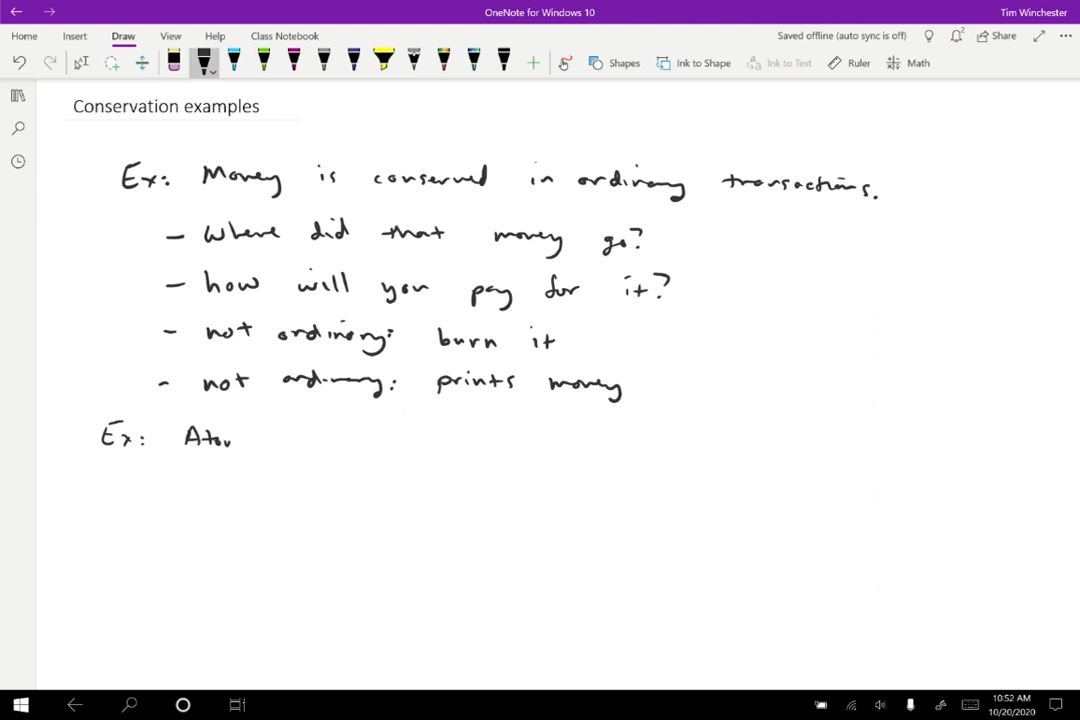 OneNote for Windows 10
Tim Winchester
Home Insert Draw View Help Class Notebook
Saved offline (auto sync is off) Share
Shapes Ink to Shape Ink to Text Ruler Math
Conservation examples
Ex: Money is conserved in ordinary transactions.
- Where did that money go?
- how will you pay for it?
- not ordinary: burn it
- not ordinary: prints money
Ex: Ato
10:52 AM
10/20/2020